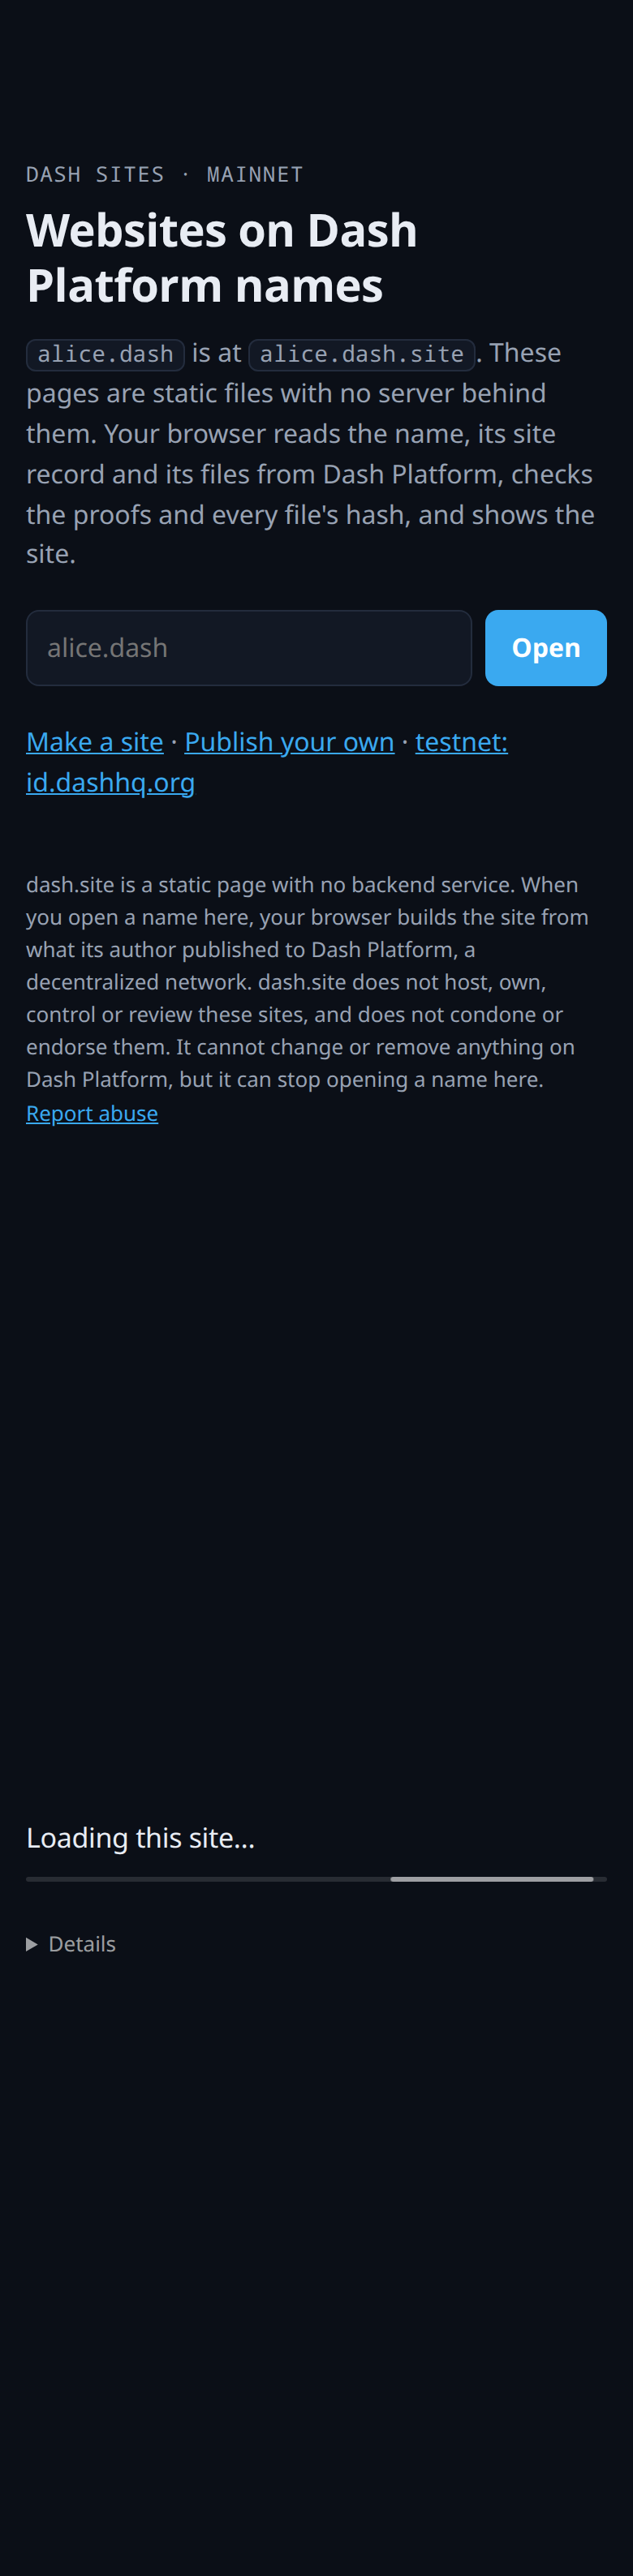 DASH SITES · MAINNET
Websites on Dash
Platform names
alice.dash is at alice.dash.site. These
pages are static files with no server behind
them. Your browser reads the name, its site
record and its files from Dash Platform, checks
the proofs and every file's hash, and shows the
site.
alice.dash
Open
Make a site · Publish your own · testnet:
id.dashhq.org
dash.site is a static page with no backend service. When
you open a name here, your browser builds the site from
what its author published to Dash Platform, a
decentralized network. dash.site does not host, own,
control or review these sites, and does not condone or
endorse them. It cannot change or remove anything on
Dash Platform, but it can stop opening a name here.
Report abuse
Loading this site...
Details